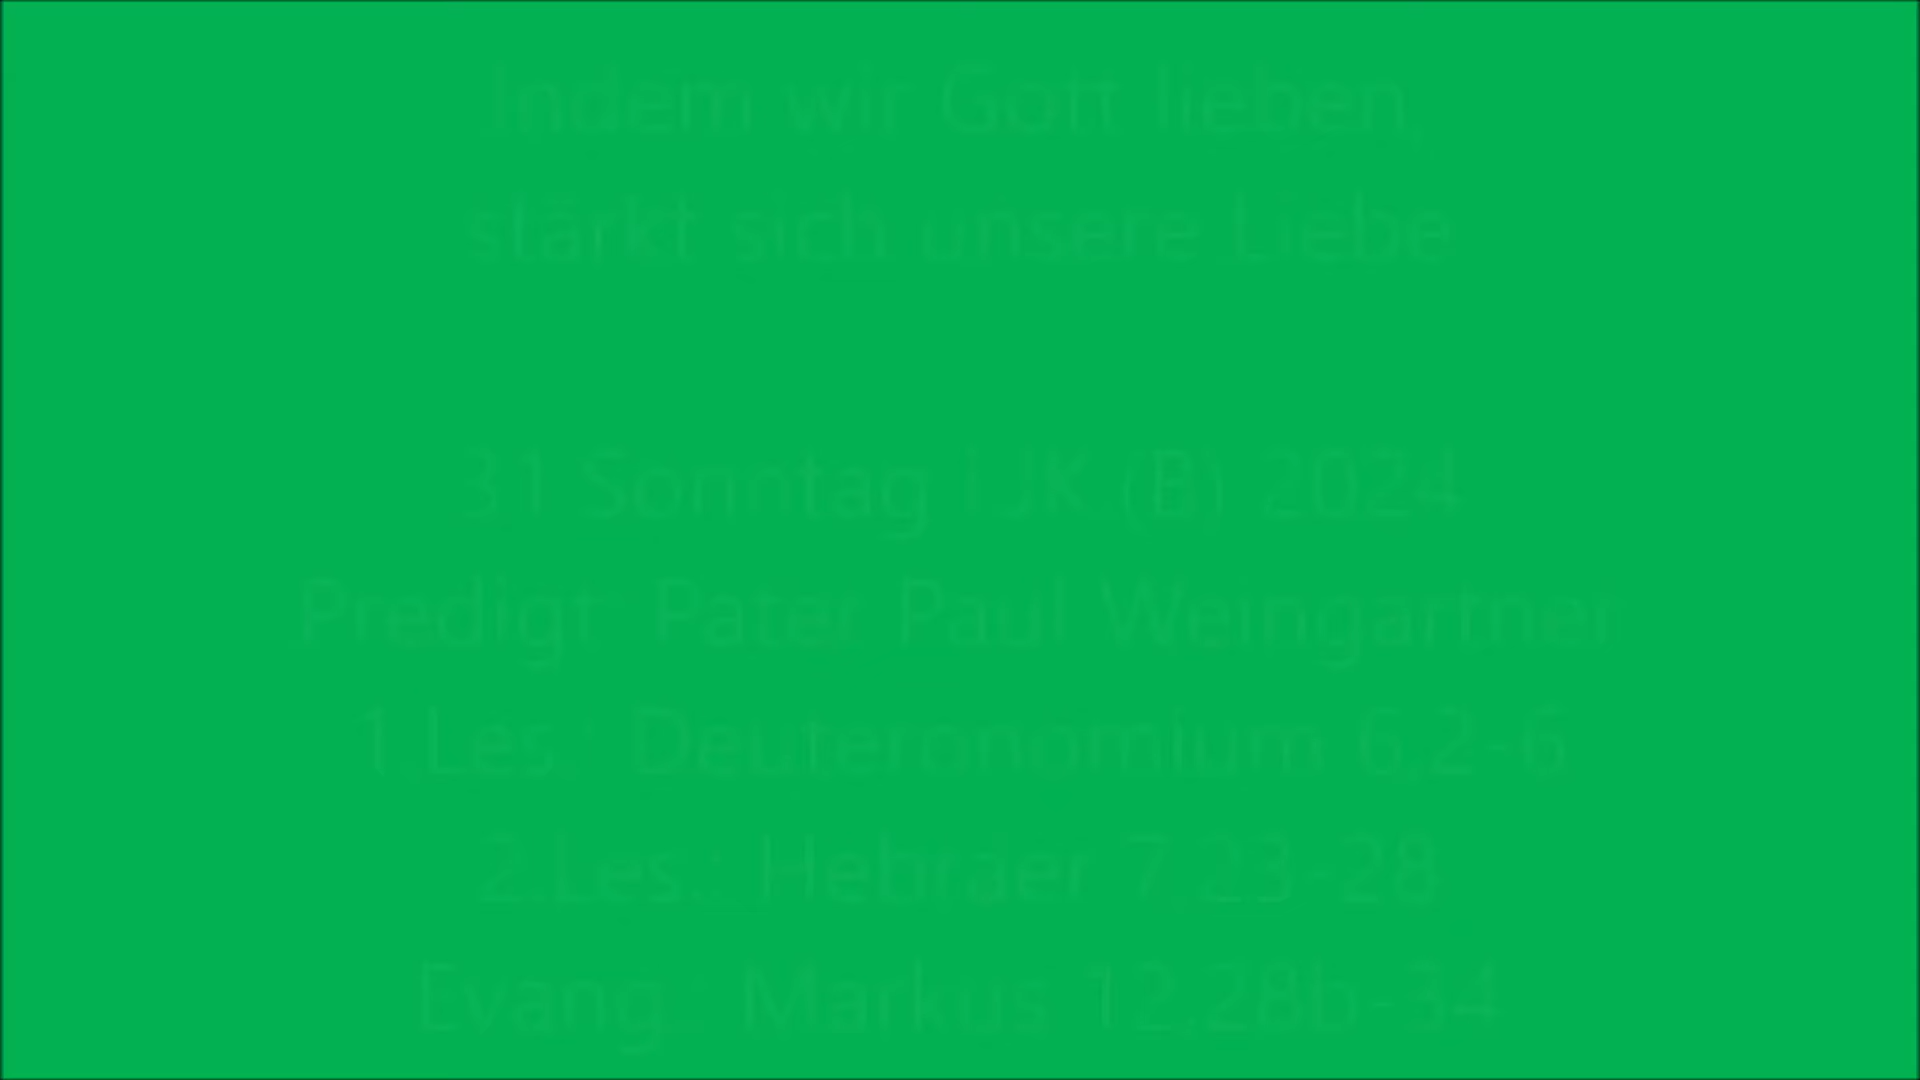 Indem wir Gott lieben,
stärkt sich unsere Liebe
31.Sonntag i.JK.(B) 2024
Predigt: Pater Paul Weingartner
1.Les.: Deuteronomium 6,2-6
2.Les.: Hebräer 7,23-28
Evang.: Markus 12,28b-34